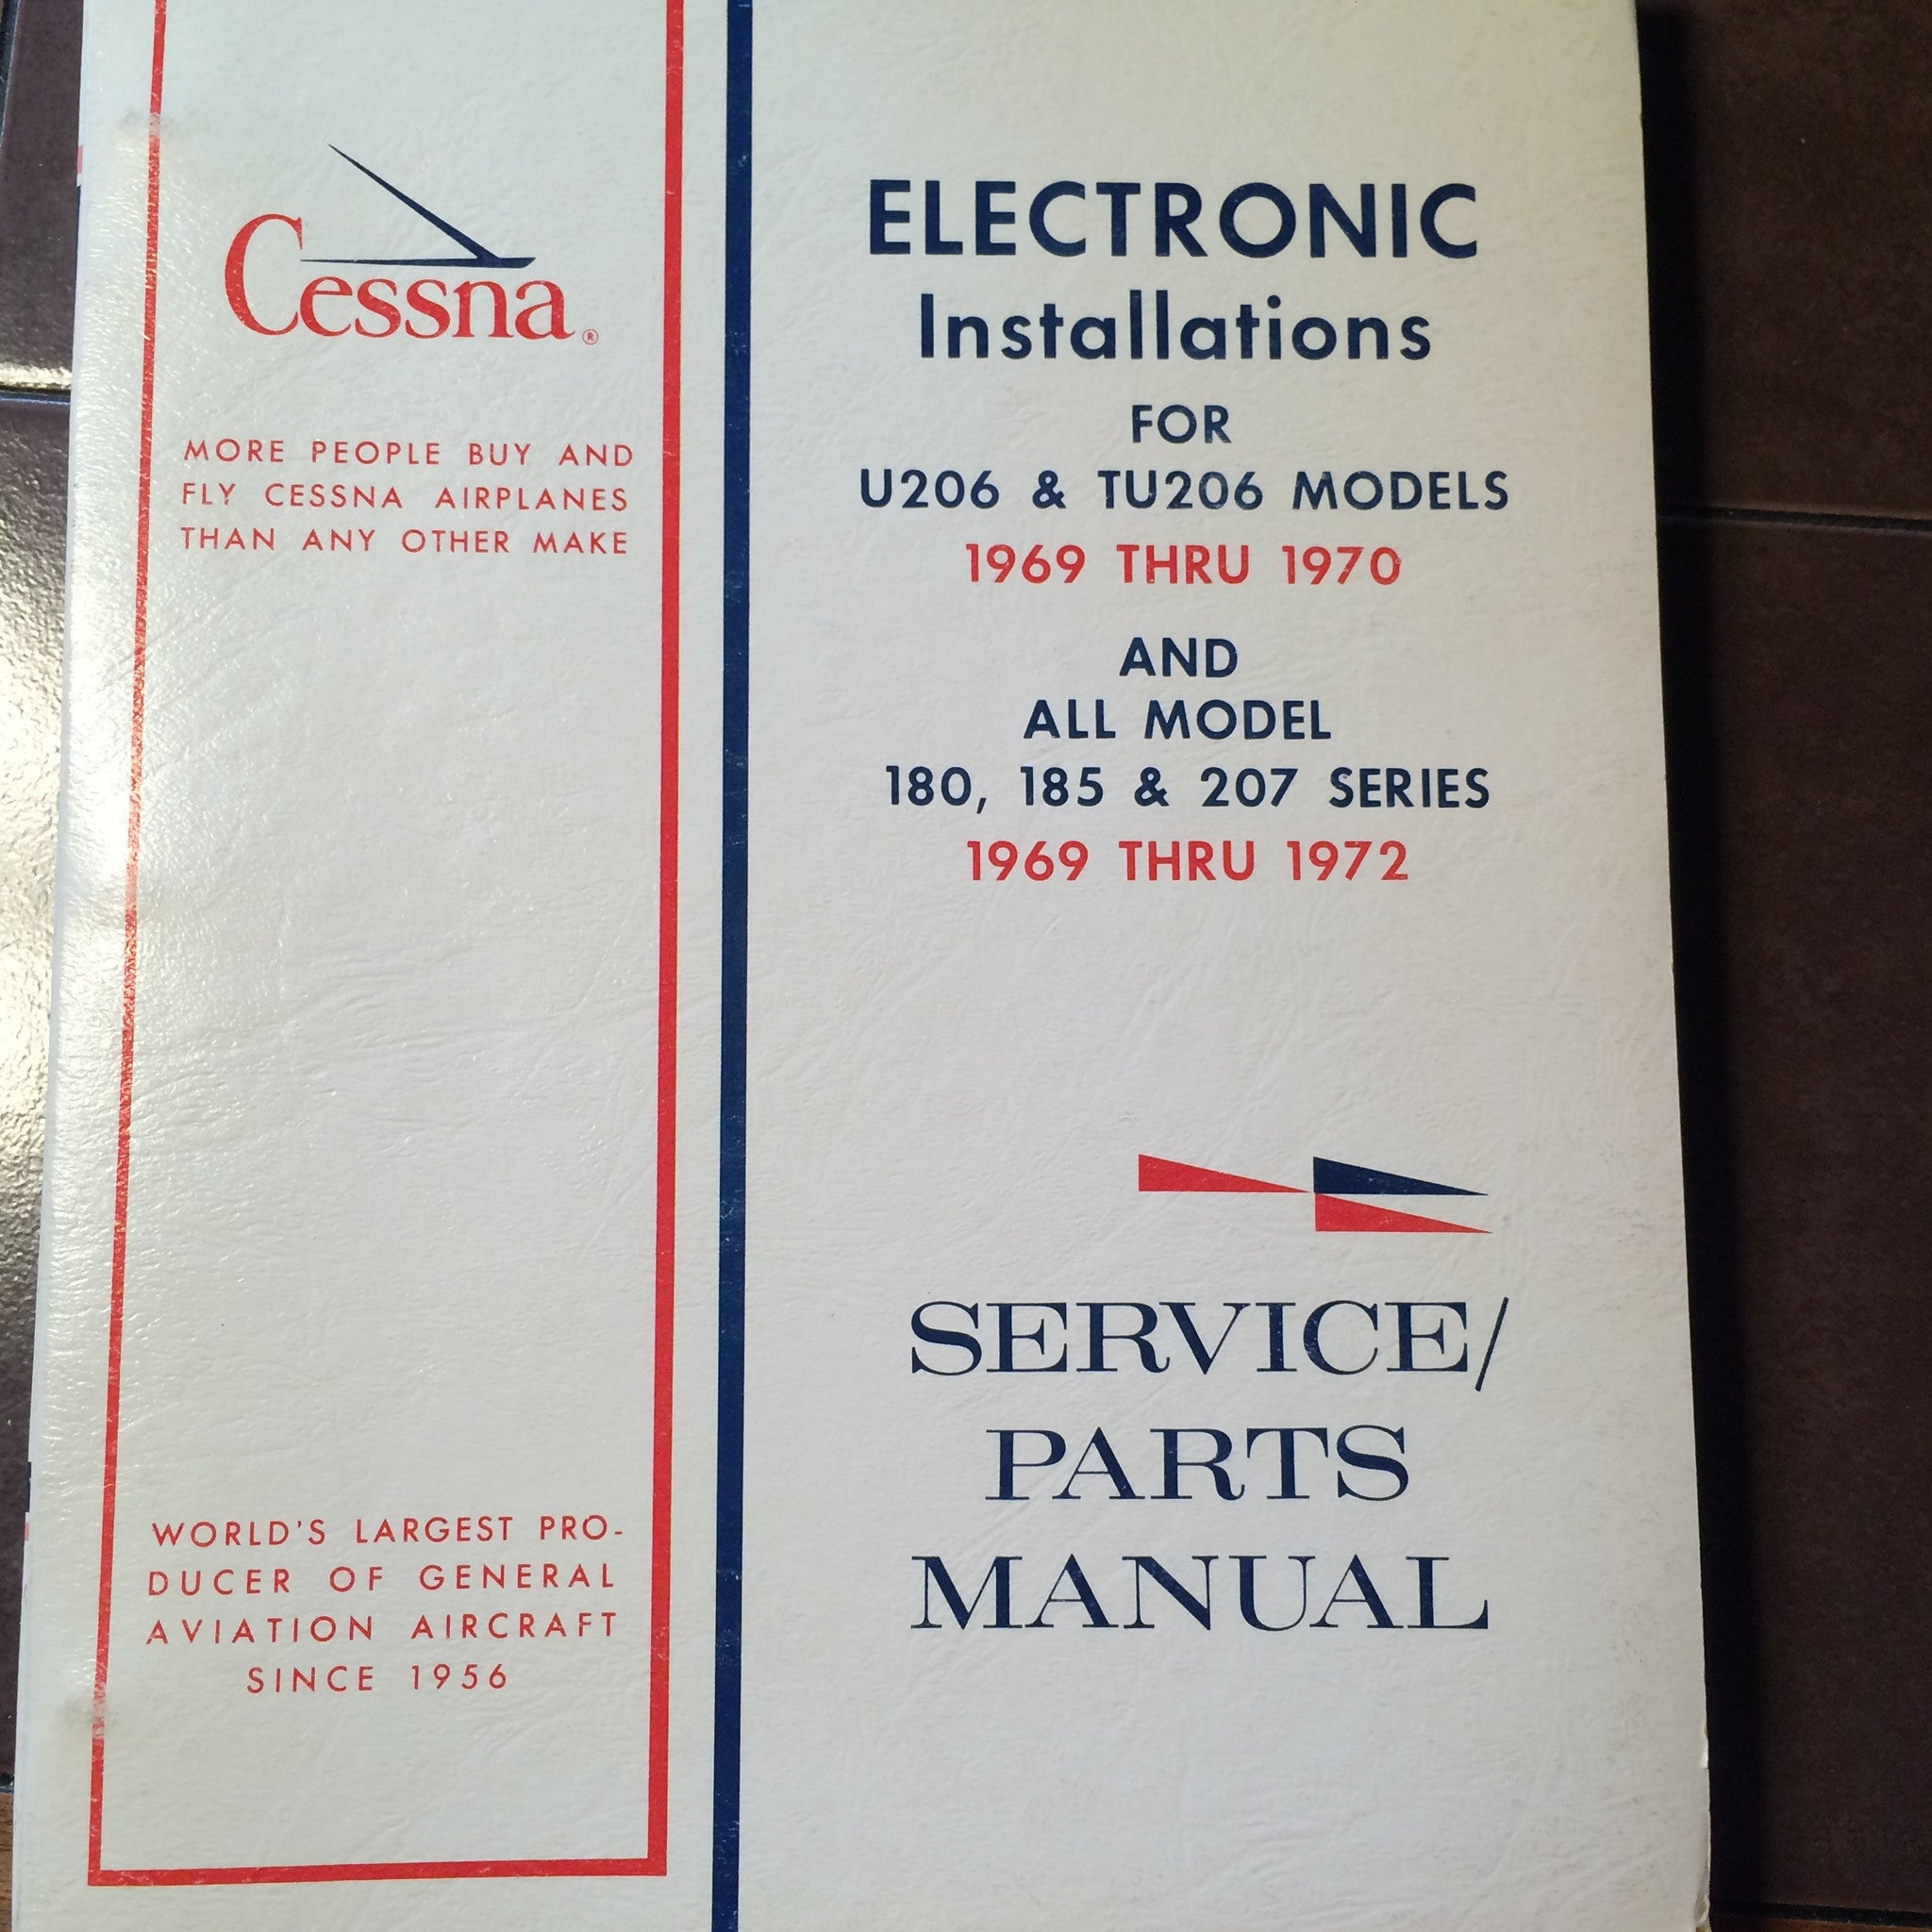 Cessna®
MORE PEOPLE BUY AND
FLY CESSNA AIRPLANES
THAN ANY OTHER MAKE
WORLD'S LARGEST PRO-
DUCER OF GENERAL
AVIATION AIRCRAFT
SINCE 1956
ELECTRONIC
Installations
FOR
U206 & TU206 MODELS
1969 THRU 1970
AND
ALL MODEL
180, 185 & 207 SERIES
1969 THRU 1972
SERVICE/
PARTS
MANUAL